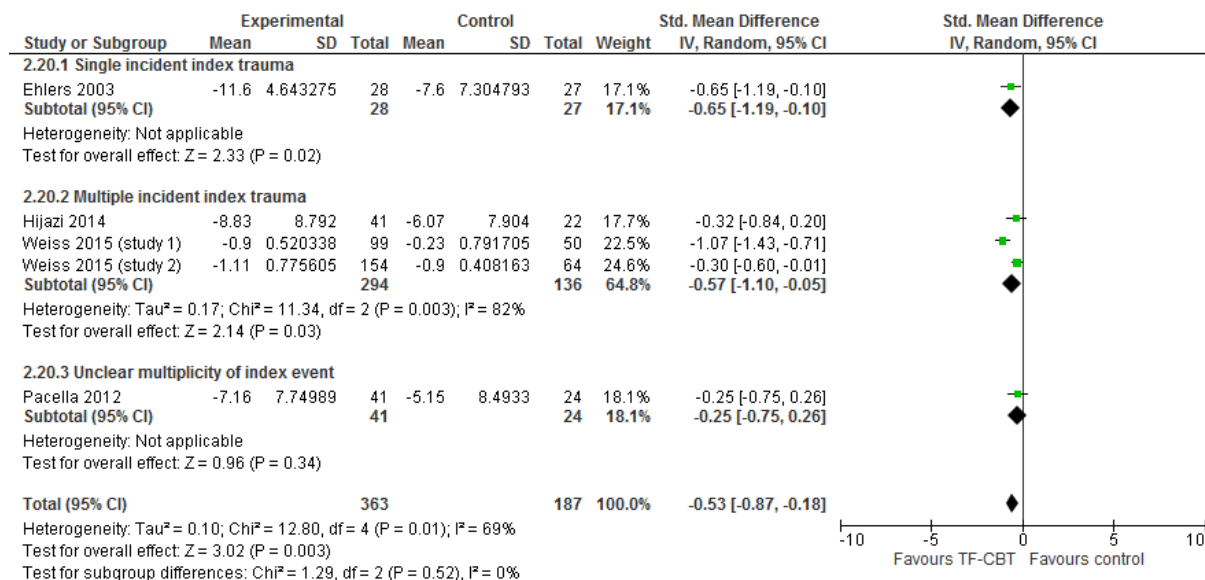 Experimental Control Std. Mean Difference Std. Mean Difference
Study or Subgroup Mean SD Total Mean SD Total Weight IV, Random, 95% CI IV, Random, 95% CI
2.20.1 Single incident index trauma
Ehlers 2003 -11.6 4.643275 28 -7.6 7.304793 27 17.1% -0.65 [-1.19, -0.10]
Subtotal (95% CI) 28 27 17.1% -0.65 [-1.19, -0.10]
Heterogeneity: Not applicable
Test for overall effect: Z = 2.33 (P = 0.02)
2.20.2 Multiple incident index trauma
Hijazi 2014 -8.83 8.792 41 -6.07 7.904 22 17.7% -0.32 [-0.84, 0.20]
Weiss 2015 (study 1) -0.9 0.520338 99 -0.23 0.791705 50 22.5% -1.07 [-1.43, -0.71]
Weiss 2015 (study 2) -1.11 0.775605 154 -0.9 0.408163 64 24.6% -0.30 [-0.60, -0.01]
Subtotal (95% CI) 294 136 64.8% -0.57 [-1.10, -0.05]
Heterogeneity: Tau² = 0.17; Chi² = 11.34, df = 2 (P = 0.003); I² = 82%
Test for overall effect: Z = 2.14 (P = 0.03)
2.20.3 Unclear multiplicity of index event
Pacella 2012 -7.16 7.74989 41 -5.15 8.4933 24 18.1% -0.25 [-0.75, 0.26]
Subtotal (95% CI) 41 24 18.1% -0.25 [-0.75, 0.26]
Heterogeneity: Not applicable
Test for overall effect: Z = 0.96 (P = 0.34)
Total (95% CI) 363 187 100.0% -0.53 [-0.87, -0.18]
Heterogeneity: Tau² = 0.10; Chi² = 12.80, df = 4 (P = 0.01); I² = 69%
Test for overall effect: Z = 3.02 (P = 0.003)
Test for subgroup differences: Chi² = 1.29, df = 2 (P = 0.52), I² = 0%
-10 -5 0 5 10
Favours TF-CBT Favours control